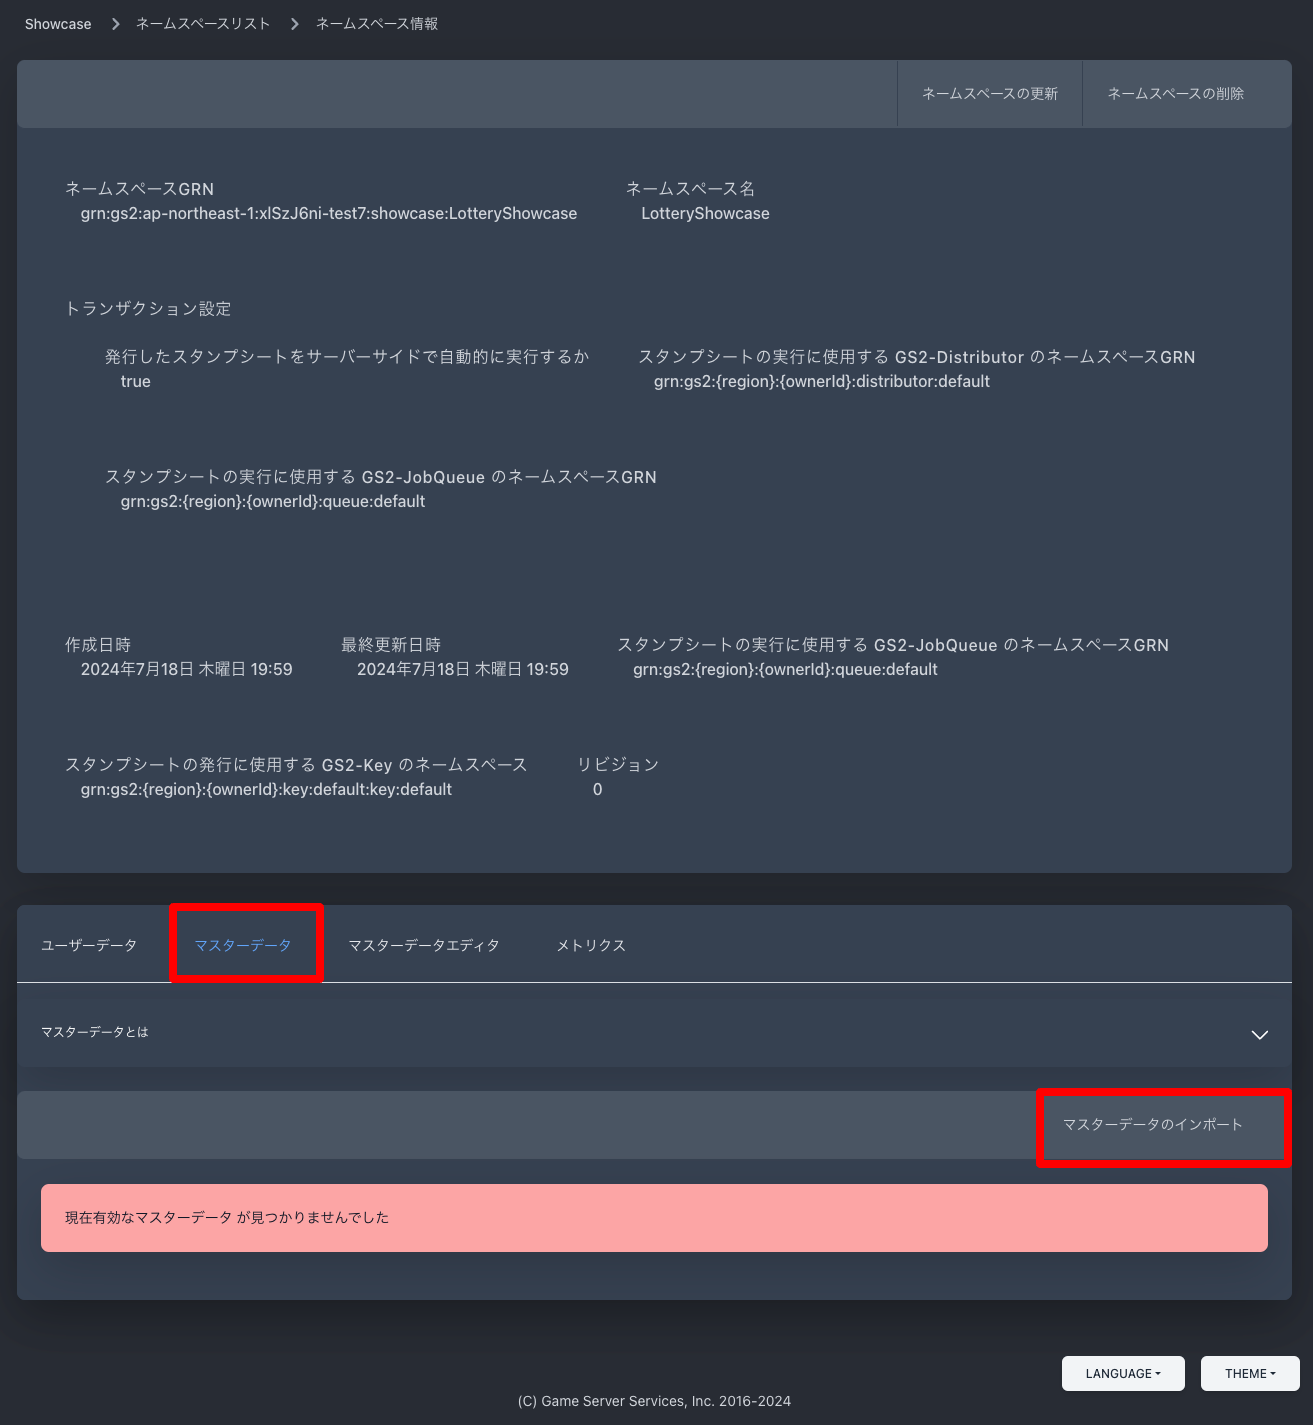 Showcase > ネームスペースリスト > ネームスペース情報
ネームスペースの更新 ネームスペースの削除
ネームスペースGRN ネームスペース名
grn:gs2:ap-northeast-1:xlSzJ6ni-test7:showcase:LotteryShowcase LotteryShowcase
トランザクション設定
発行したスタンプシートをサーバーサイドで自動的に実行するか スタンプシートの実行に使用する GS2-Distributor のネームスペースGRN
true grn:gs2:{region}:{ownerId}:distributor:default
スタンプシートの実行に使用する GS2-JobQueue のネームスペースGRN
grn:gs2:{region}:{ownerId}:queue:default
作成日時 最終更新日時 スタンプシートの実行に使用する GS2-JobQueue のネームスペースGRN
2024年7月18日 木曜日 19:59 2024年7月18日 木曜日 19:59 grn:gs2:{region}:{ownerId}:queue:default
スタンプシートの発行に使用する GS2-Key のネームスペース リビジョン
grn:gs2:{region}:{ownerId}:key:default:key:default 0
ユーザーデータ マスターデータ マスターデータエディタ メトリクス
マスターデータとは
マスターデータのインポート
現在有効なマスターデータ が見つかりませんでした
LANGUAGE THEME
(C) Game Server Services, Inc. 2016-2024